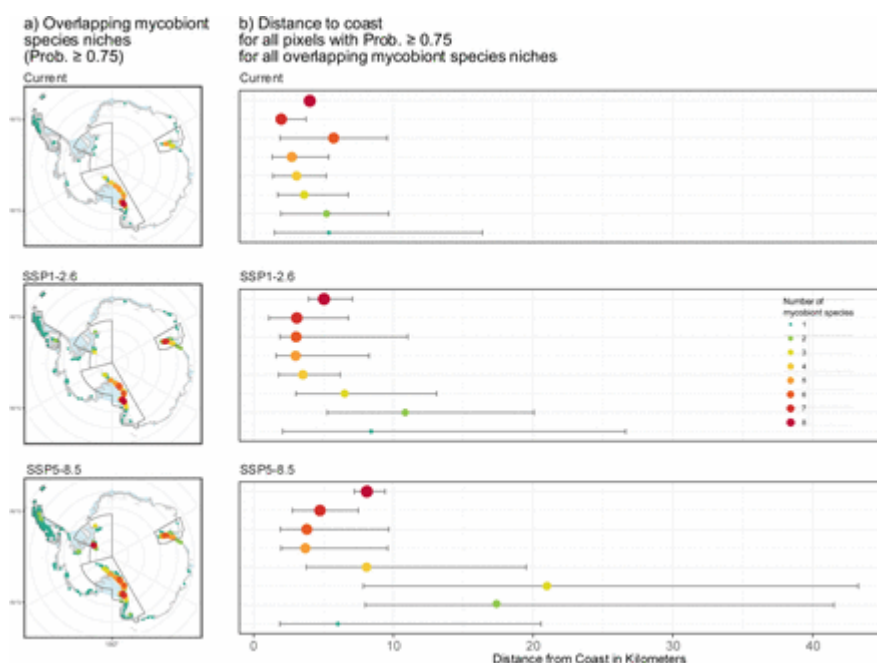 a) Overlapping mycobiont
species niches
(Prob. ≥ 0.75)
b) Distance to coast
for all pixels with Prob. ≥ 0.75
for all overlapping mycobiont species niches
Current
Current
SSP1-2.6
SSP1-2.6
Number of
mycobiont species
1
2
3
4
5
6
7
8
SSP5-8.5
SSP5-8.5
0
10
20
30
40
Distance from Coast in Kilometers